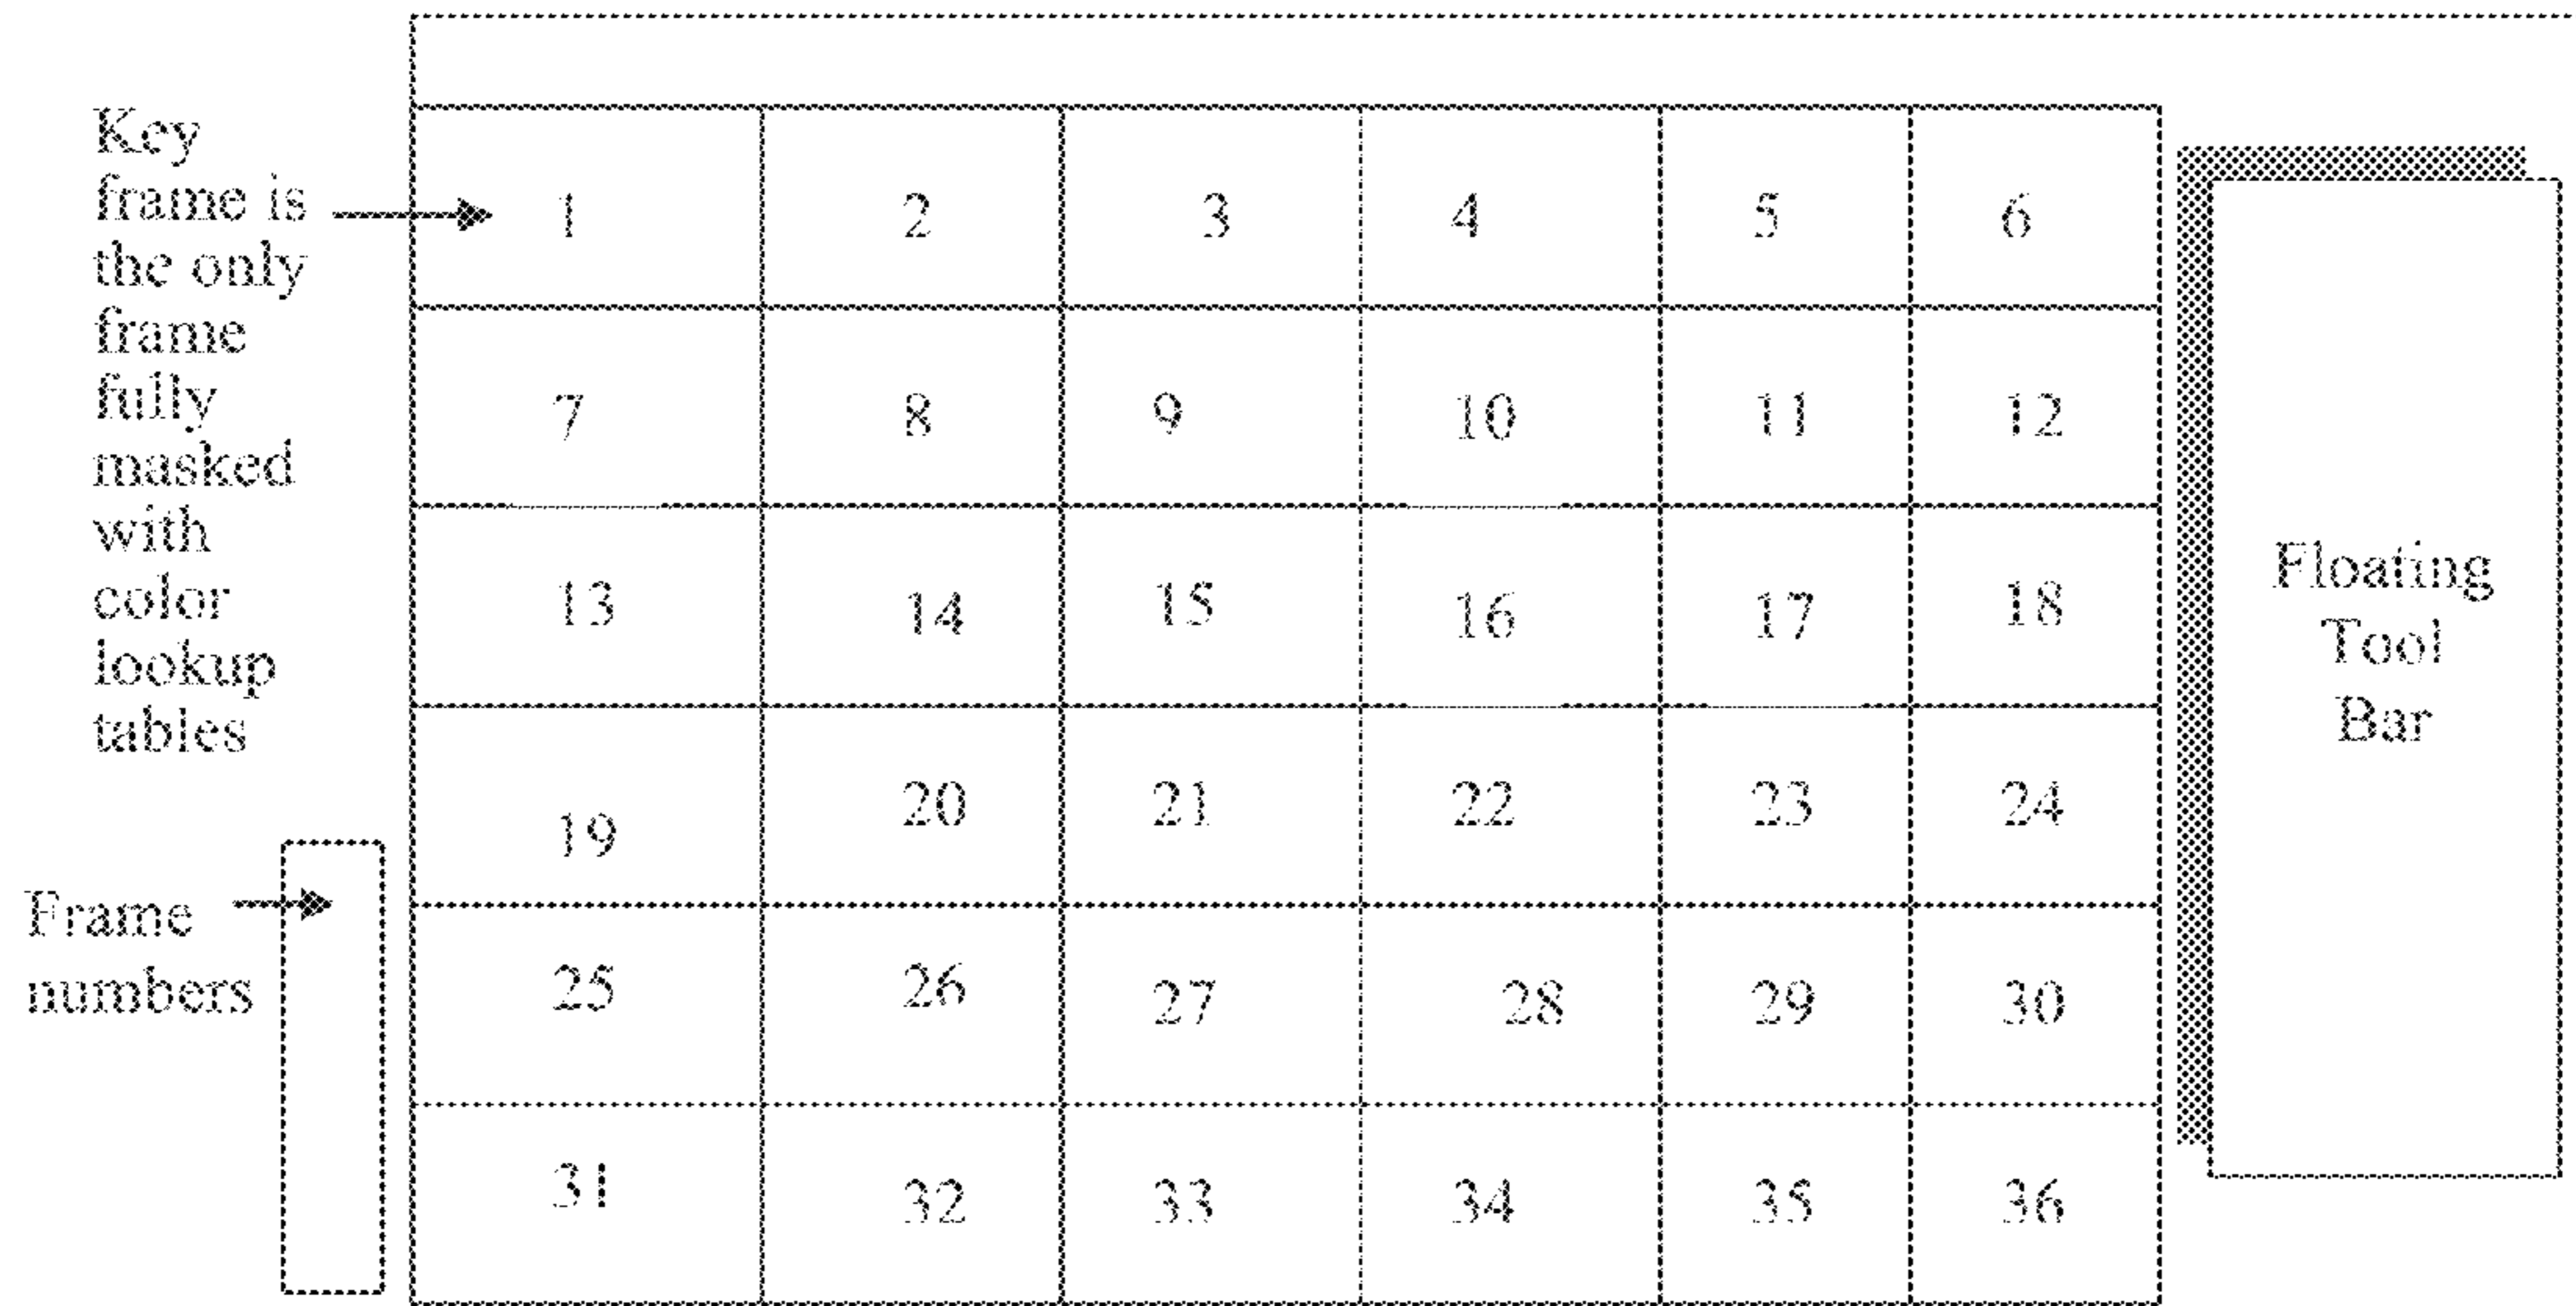 Key
frame is
the only
frame
fully
masked
with
color
lookup
tables
Frame
numbers
1 2 3 4 5 6
7 8 9 10 11 12
13 14 15 16 17 18
19 20 21 22 23 24
25 26 27 28 29 30
31 32 33 34 35 36
Floating
Tool
Bar